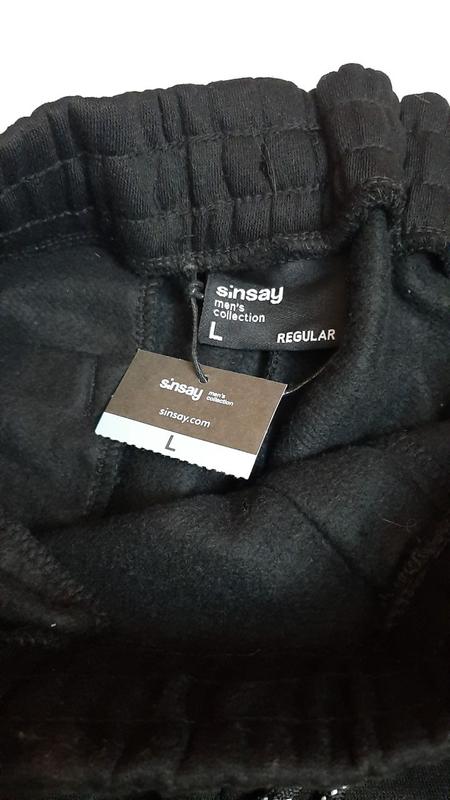 sinsay
men's
collection
L
REGULAR
sinsay men's
collection
sinsay.com
L